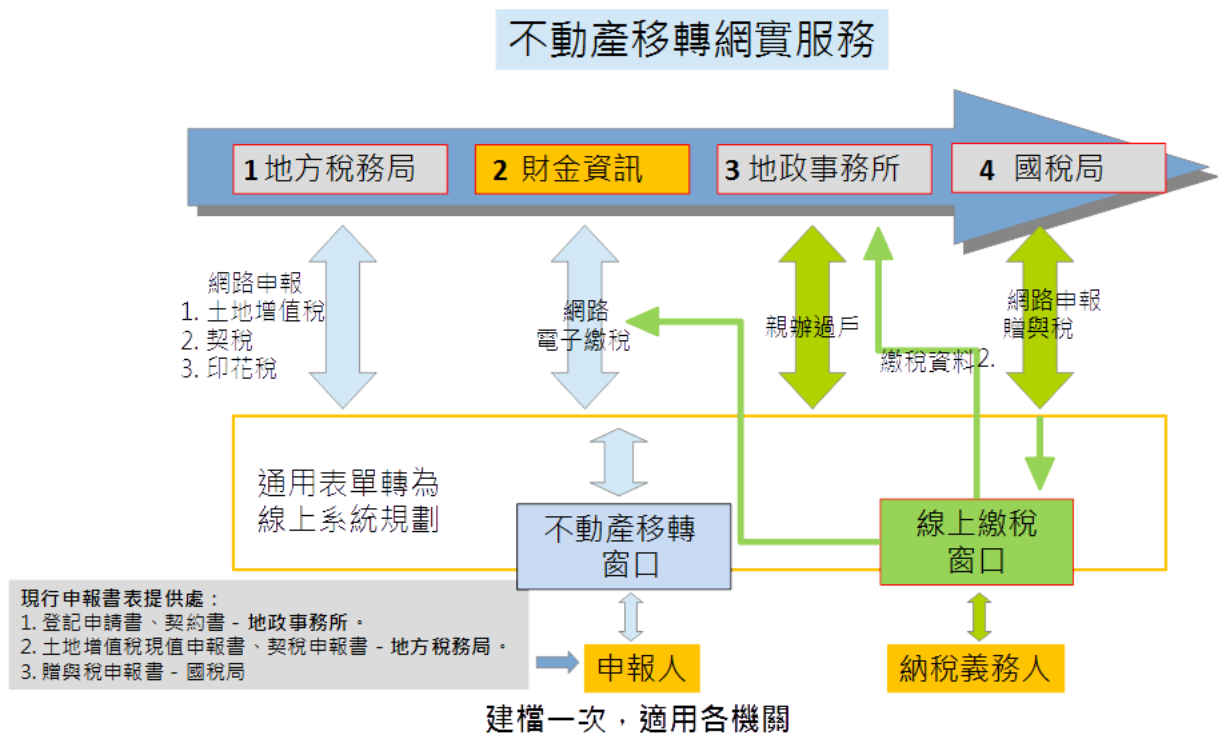 不動產移轉網實服務
1 地方稅務局
2 財金資訊
3 地政事務所
4 國稅局
網路申報
1. 土地增值稅
2. 契稅
3. 印花稅
網路
電子繳稅
親辦過戶
繳稅資料2.
網路申報
贈與稅
通用表單轉為
線上系統規劃
不動產移轉
窗口
線上繳稅
窗口
現行申報書表提供處：
1. 登記申請書、契約書 - 地政事務所。
2. 土地增值稅現值申報書、契稅申報書 - 地方稅務局。
3. 贈與稅申報書 - 國稅局
申報人
納稅義務人
建檔一次，適用各機關